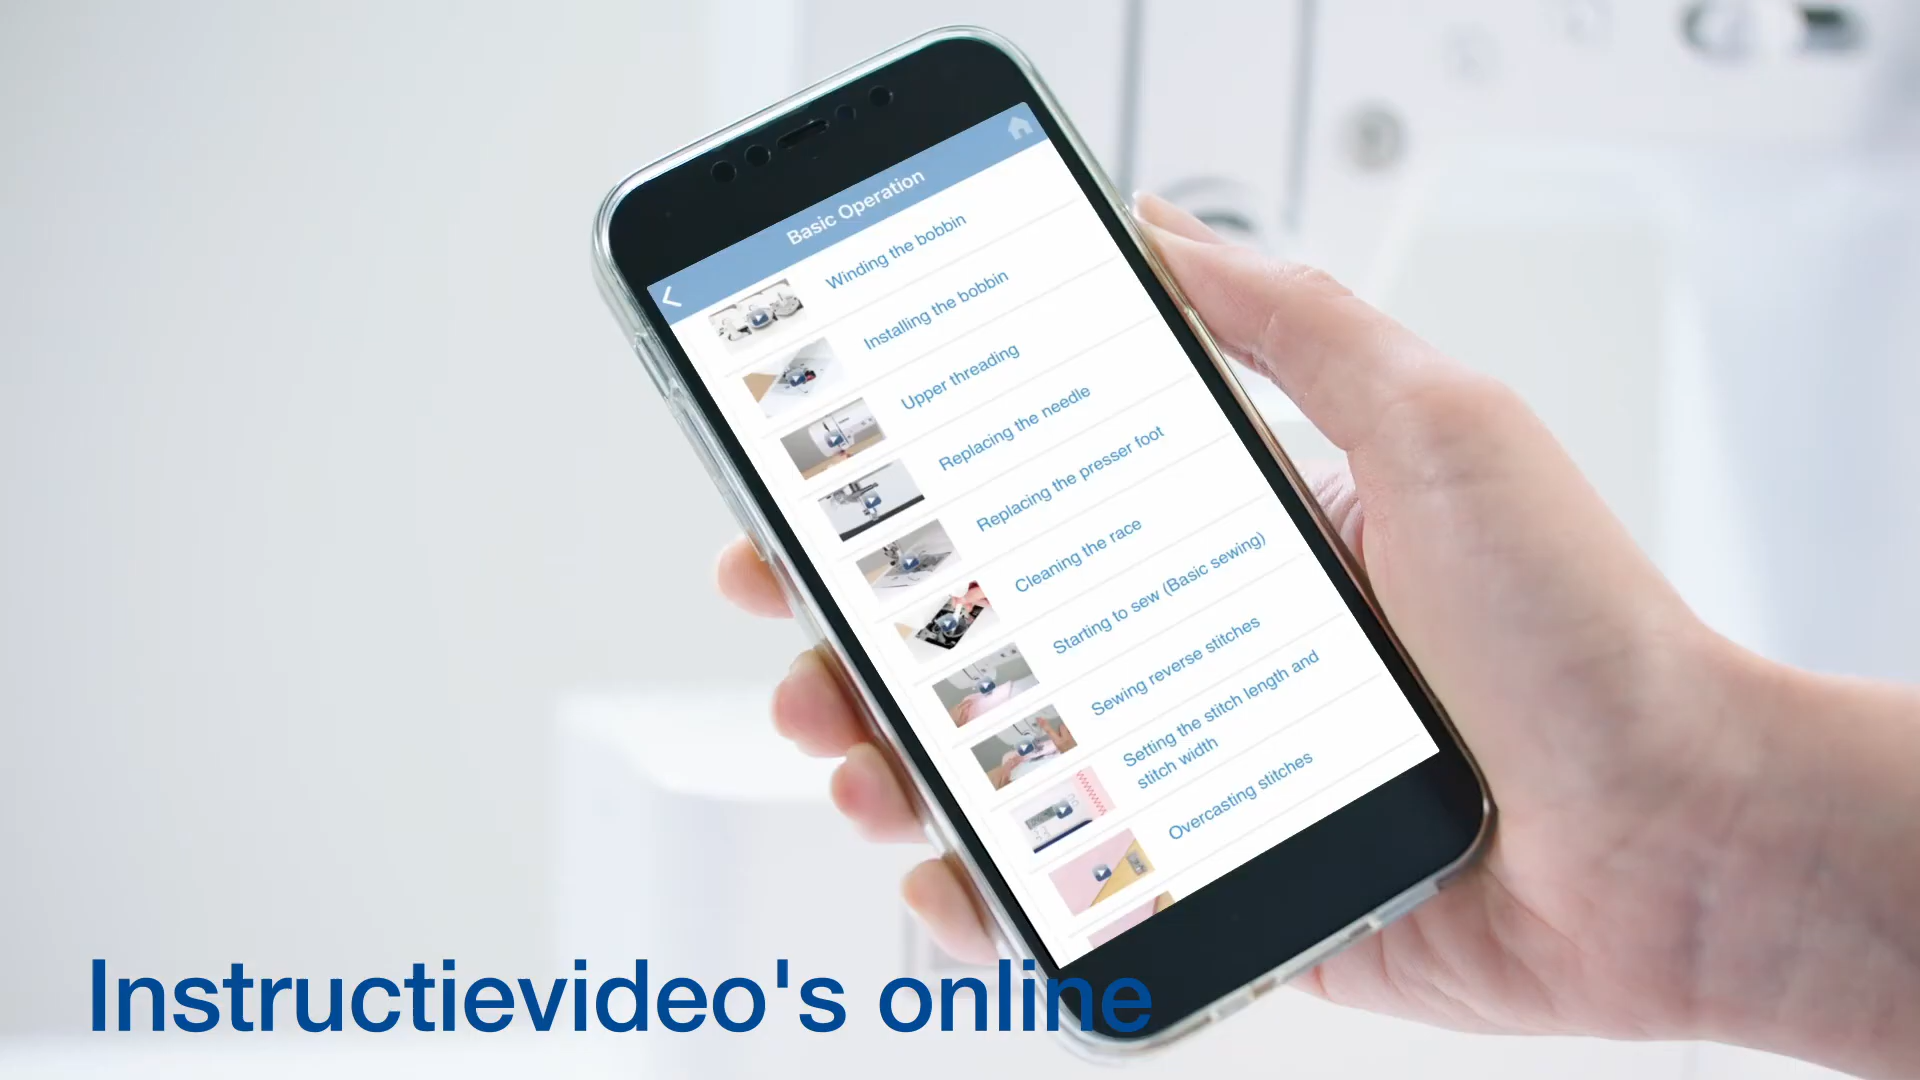 Basic Operation
Winding the bobbin
Installing the bobbin
Upper threading
Replacing the needle
Replacing the presser foot
Cleaning the race
Starting to sew (Basic sewing)
Sewing reverse stitches
Setting the stitch length and
stitch width
Overcasting stitches
Instructievideo's online